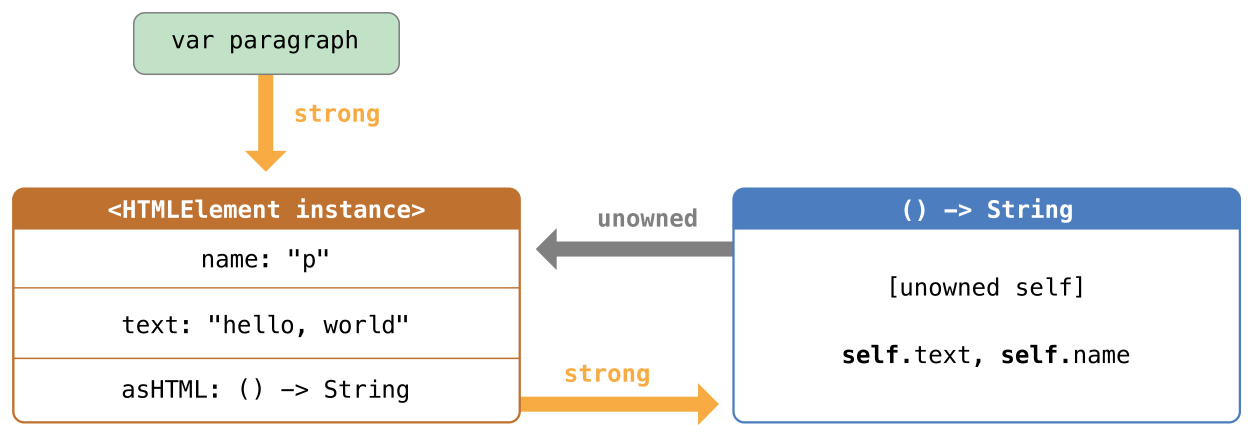 var paragraph
strong
<HTMLElement instance>
name: "p"
text: "hello, world"
asHTML: () -> String
unowned
strong
() -> String
[unowned self]
self.text, self.name